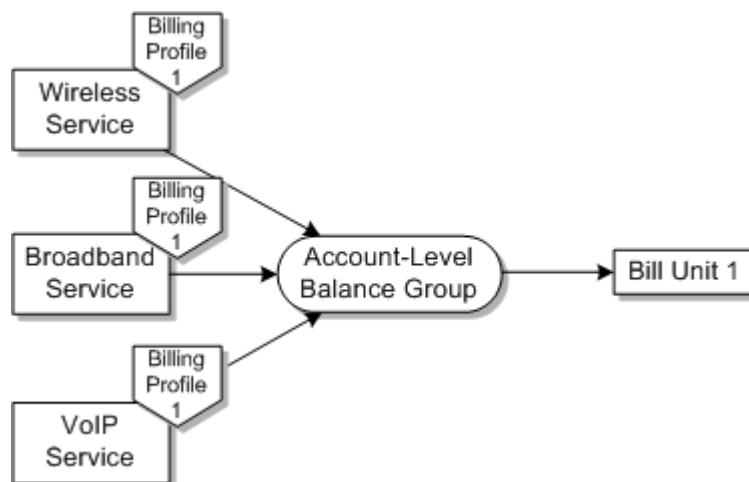 Billing
Profile
1
Wireless
Service
Billing
Profile
1
Broadband
Service
Account-Level
Balance Group
Bill Unit 1
Billing
Profile
1
VoIP
Service